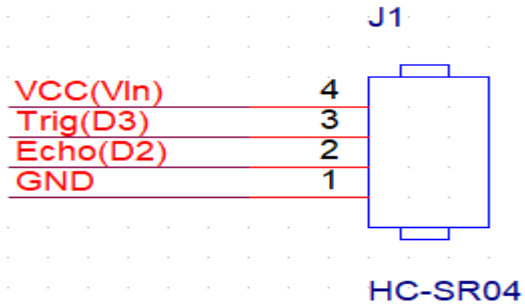 J1
VCC(VIn) 4
Trig(D3) 3
Echo(D2) 2
GND 1
HC-SR04